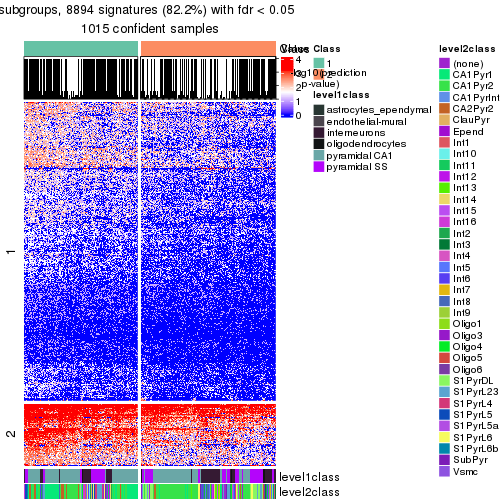 subgroups, 8894 signatures (82.2%) with fdr < 0.05
1015 confident samples
1
2
level1class
level2class
Value
4
3
2
1
0
Class
1
2
-log10(prediction
p-value)
Class
level1class
astrocytes_ependymal
endothelial-mural
interneurons
oligodendrocytes
pyramidal CA1
pyramidal SS
level2class
(none)
CA1Pyr1
CA1Pyr2
CA1PyrInt
CA2Pyr2
ClauPyr
Epend
Int1
Int10
Int11
Int12
Int13
Int14
Int15
Int16
Int2
Int3
Int4
Int5
Int6
Int7
Int8
Int9
Oligo1
Oligo3
Oligo4
Oligo5
Oligo6
S1PyrDL
S1PyrL23
S1PyrL4
S1PyrL5
S1PyrL5a
S1PyrL6
S1PyrL6b
SubPyr
Vsmc